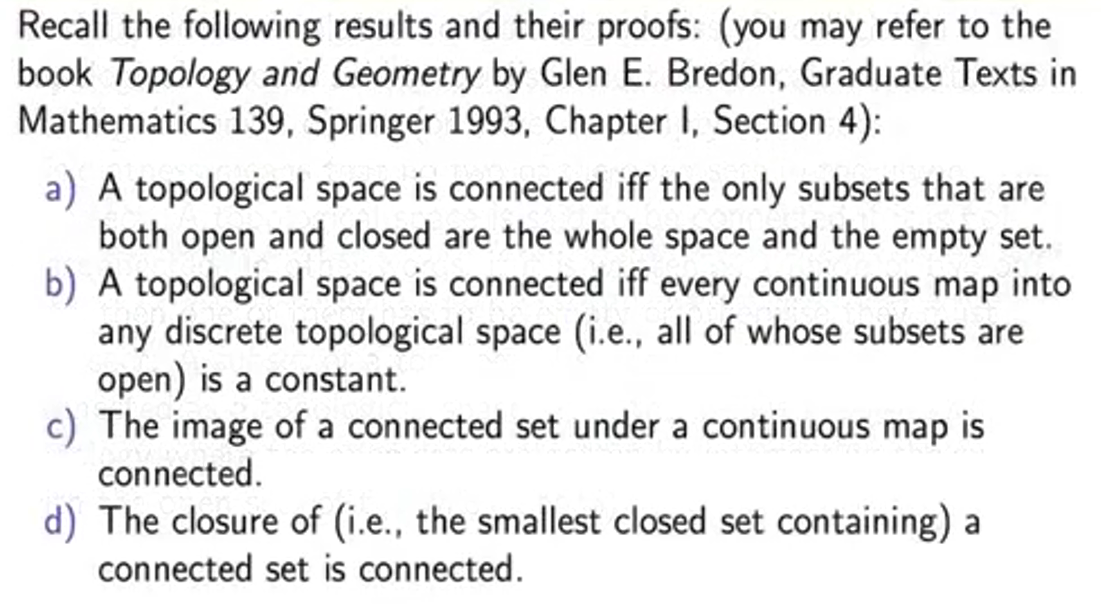 Recall the following results and their proofs: (you may refer to the
book Topology and Geometry by Glen E. Bredon, Graduate Texts in
Mathematics 139, Springer 1993, Chapter I, Section 4):
a) A topological space is connected iff the only subsets that are
both open and closed are the whole space and the empty set.
b) A topological space is connected iff every continuous map into
any discrete topological space (i.e., all of whose subsets are
open) is a constant.
c) The image of a connected set under a continuous map is
connected.
d) The closure of (i.e., the smallest closed set containing) a
connected set is connected.